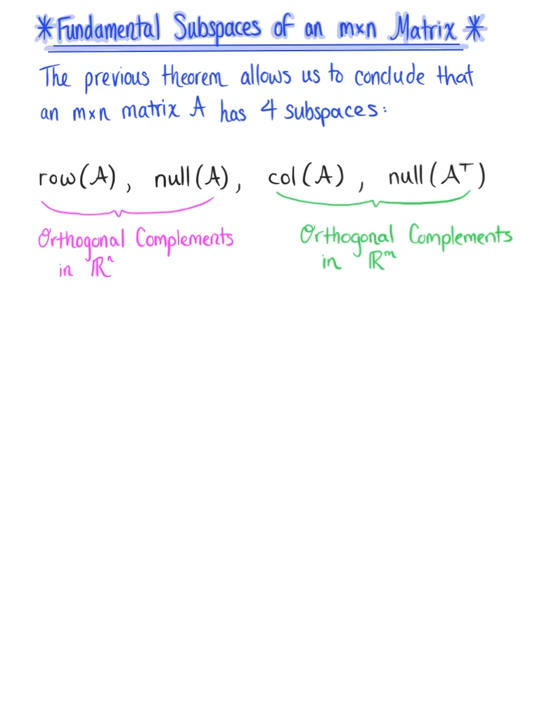 *Fundamental Subspaces of an m×n Matrix*
The previous theorem allows us to conclude that
an m×n matrix A has 4 subspaces:
row(A), null(A), col(A), null(Aᵀ)
Orthogonal Complements
in ℝⁿ
Orthogonal Complements
in ℝᵐ